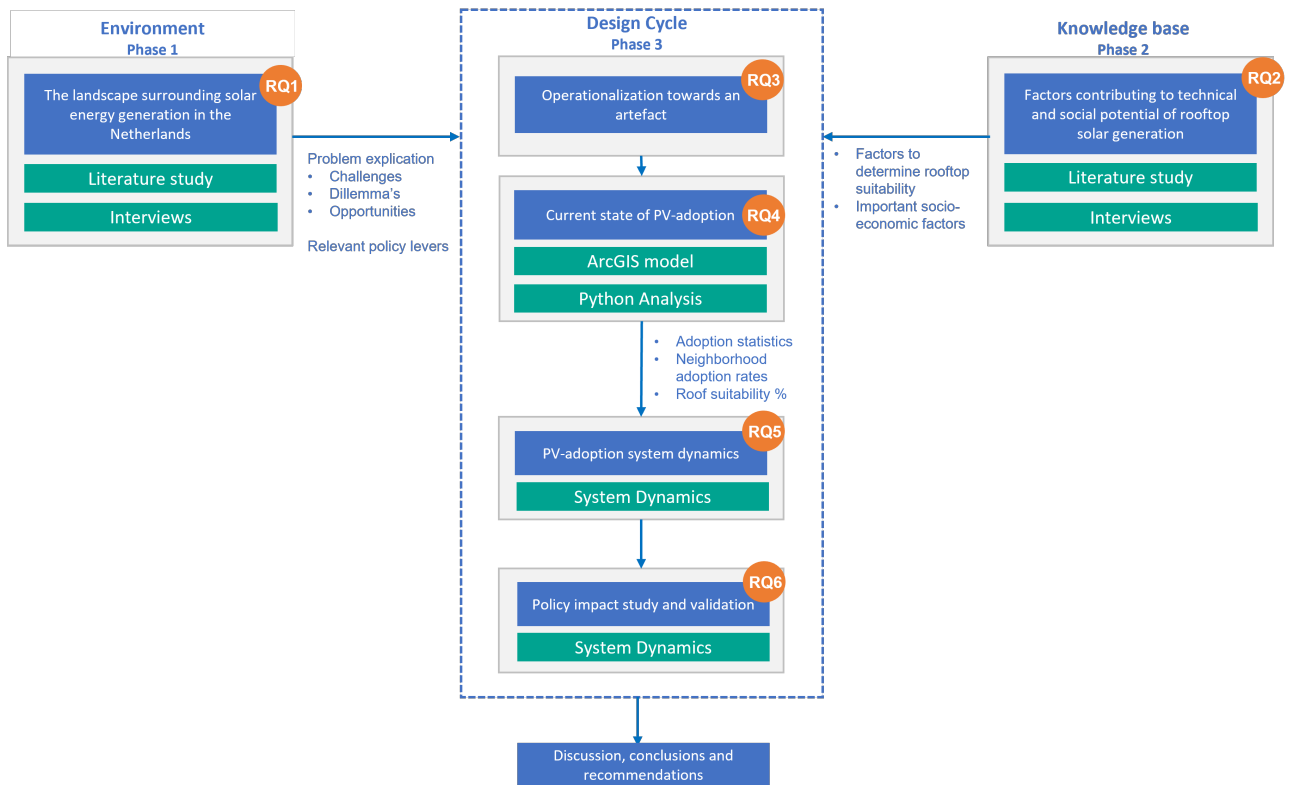 Environment
Phase 1
RQ1
The landscape surrounding solar
energy generation in the
Netherlands
Literature study
Interviews
Problem explication
• Challenges
• Dillemma's
• Opportunities
Relevant policy levers
Design Cycle
Phase 3
RQ3
Operationalization towards an
artefact
RQ4
Current state of PV-adoption
ArcGIS model
Python Analysis
• Adoption statistics
• Neighborhood
adoption rates
• Roof suitability %
RQ5
PV-adoption system dynamics
System Dynamics
RQ6
Policy impact study and validation
System Dynamics
Knowledge base
Phase 2
RQ2
Factors contributing to technical
and social potential of rooftop
solar generation
Literature study
Interviews
• Factors to
determine rooftop
suitability
• Important socio-
economic factors
Discussion, conclusions and
recommendations